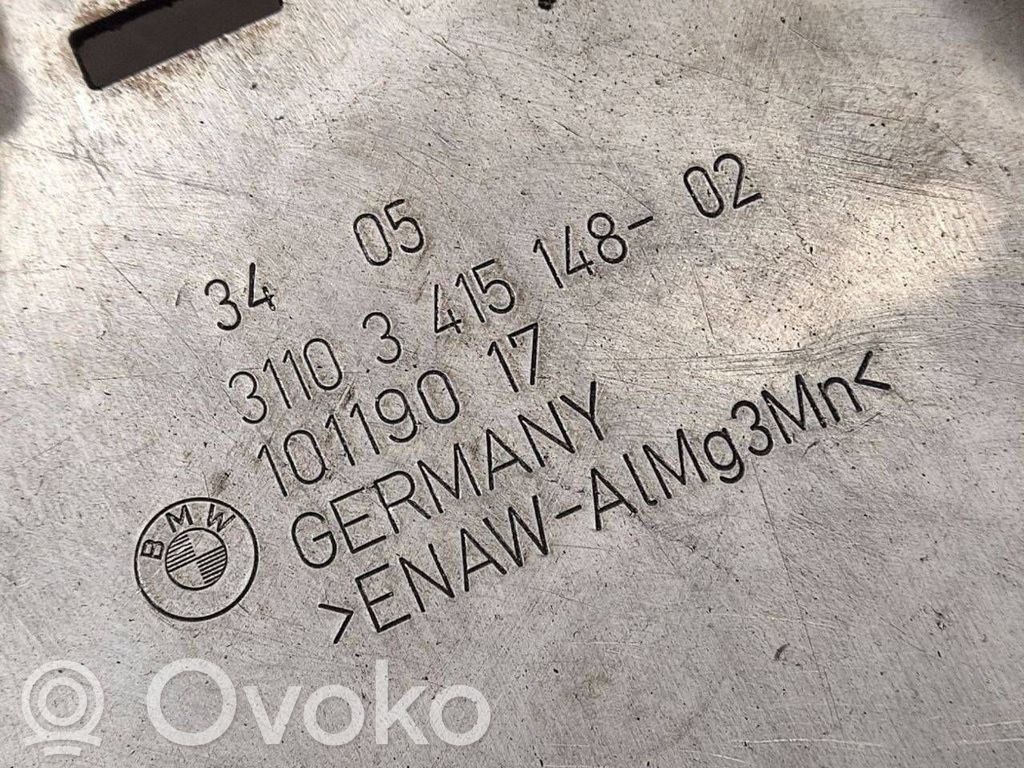 34 05
3110 3 415 148- 02
101190 17
GERMANY
>ENAW-AlMg3Mn<
BMW
Ovoko